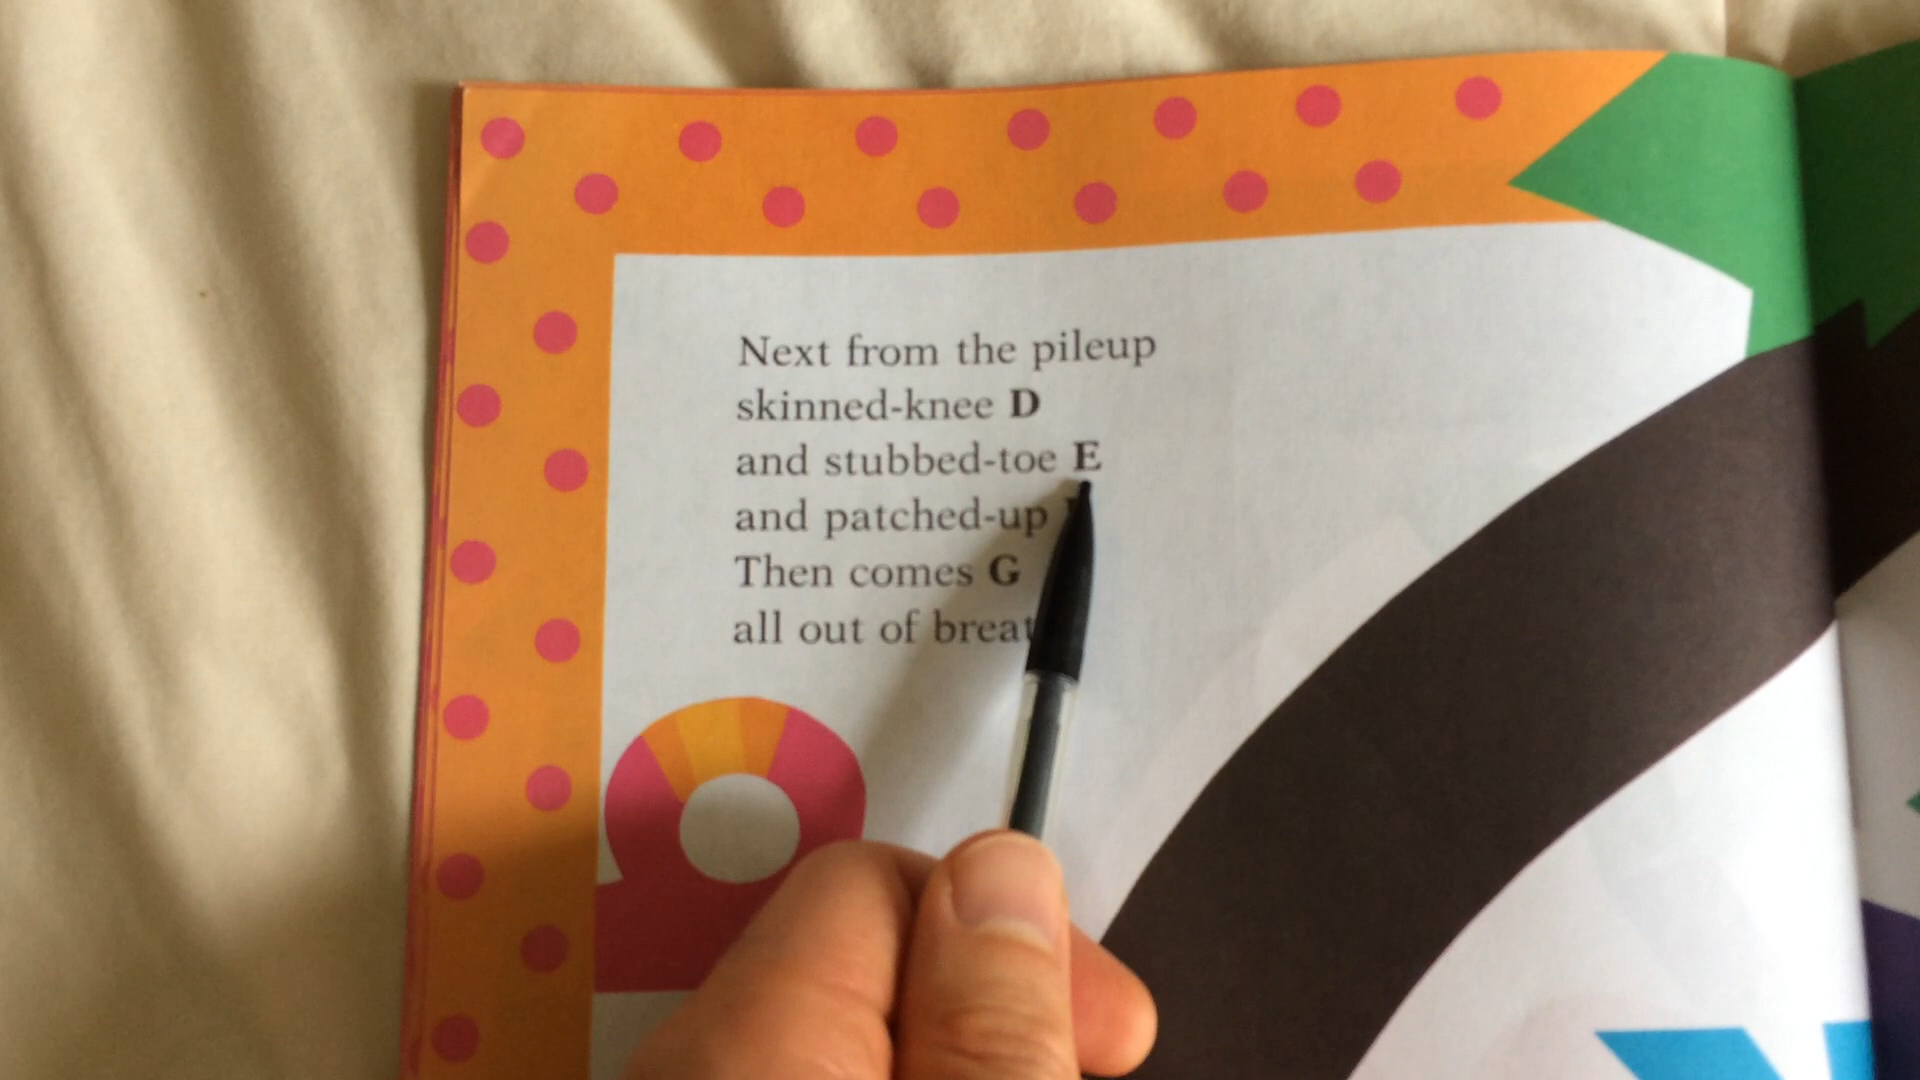 Next from the pileup
skinned-knee D
and stubbed-toe E
and patched-up
Then comes G
all out of